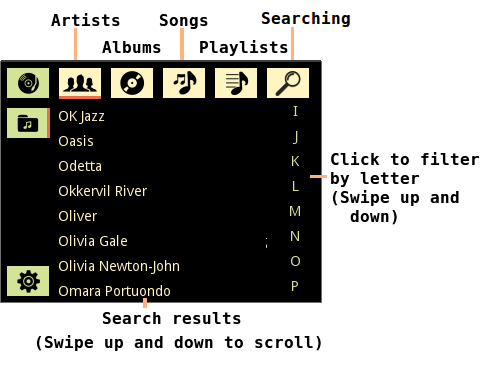 Artists
Songs
Searching
Albums
Playlists
OK Jazz
Oasis
Odetta
Okkervil River
Oliver
Olivia Gale
;
Olivia Newton-John
Omara Portuondo
I
J
K
L
M
N
O
P
Click to filter
by letter
(Swipe up and
down)
Search results
(Swipe up and down to scroll)